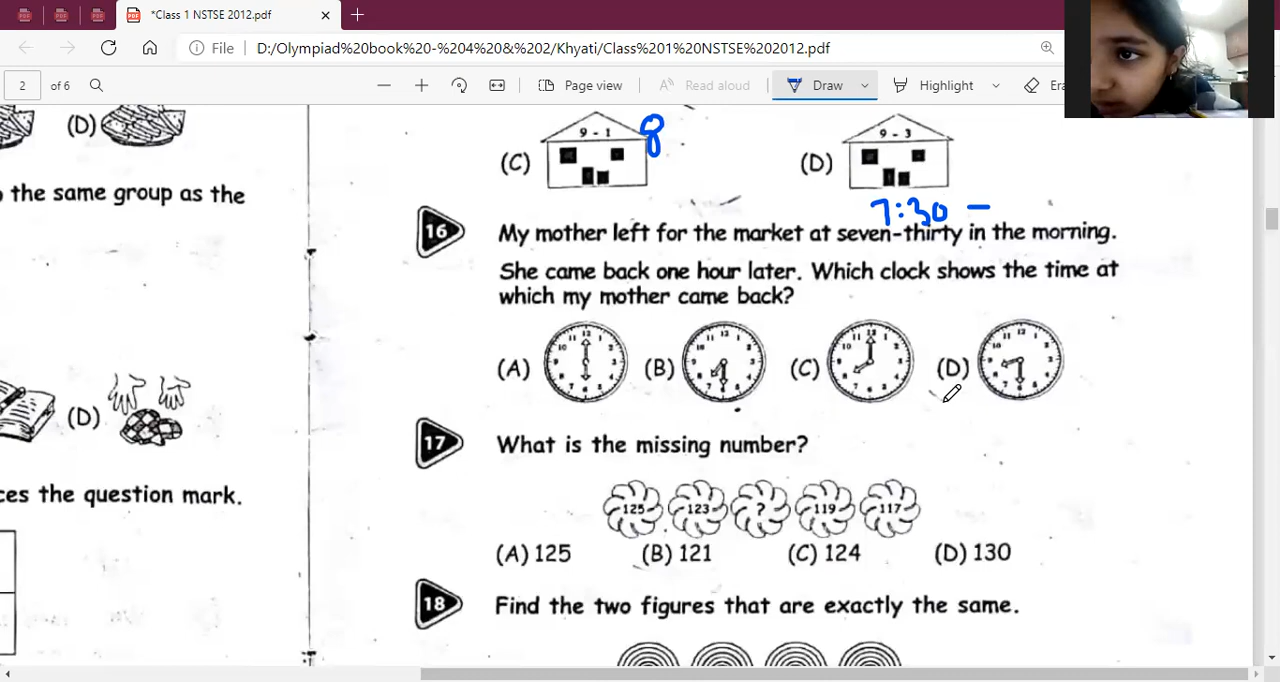 *Class 1 NSTSE 2012.pdf
File D:/Olympiad%20book%20-%204%20&%202/Khyati/Class%201%20NSTSE%202012.pdf
2 of 6 Page view Read aloud Draw Highlight Era
(D)
the same group as the
(D)
ces the question mark.
9 - 1 8 9 - 3
(C) (D)
7:30 –
16 My mother left for the market at seven-thirty in the morning.
She came back one hour later. Which clock shows the time at
which my mother came back?
(A) (B) (C) (D)
17 What is the missing number?
125 123 ? 119 117
(A) 125 (B) 121 (C) 124 (D) 130
18 Find the two figures that are exactly the same.